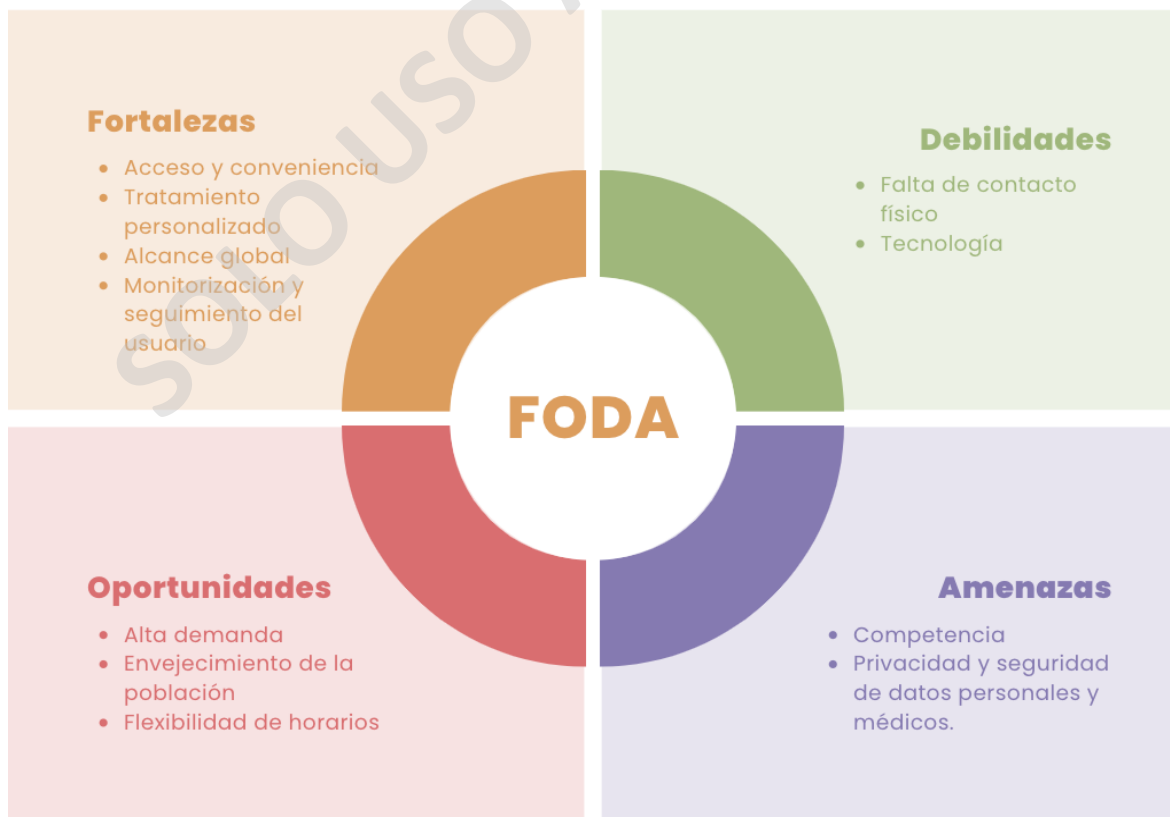 Fortalezas
Acceso y conveniencia
Tratamiento
personalizado
Alcance global
Monitorización y
seguimiento del
usuario
Debilidades
Falta de contacto
físico
Tecnología
FODA
Oportunidades
Alta demanda
Envejecimiento de la
población
Flexibilidad de horarios
Amenazas
Competencia
Privacidad y seguridad
de datos personales y
médicos.
SOLO USO